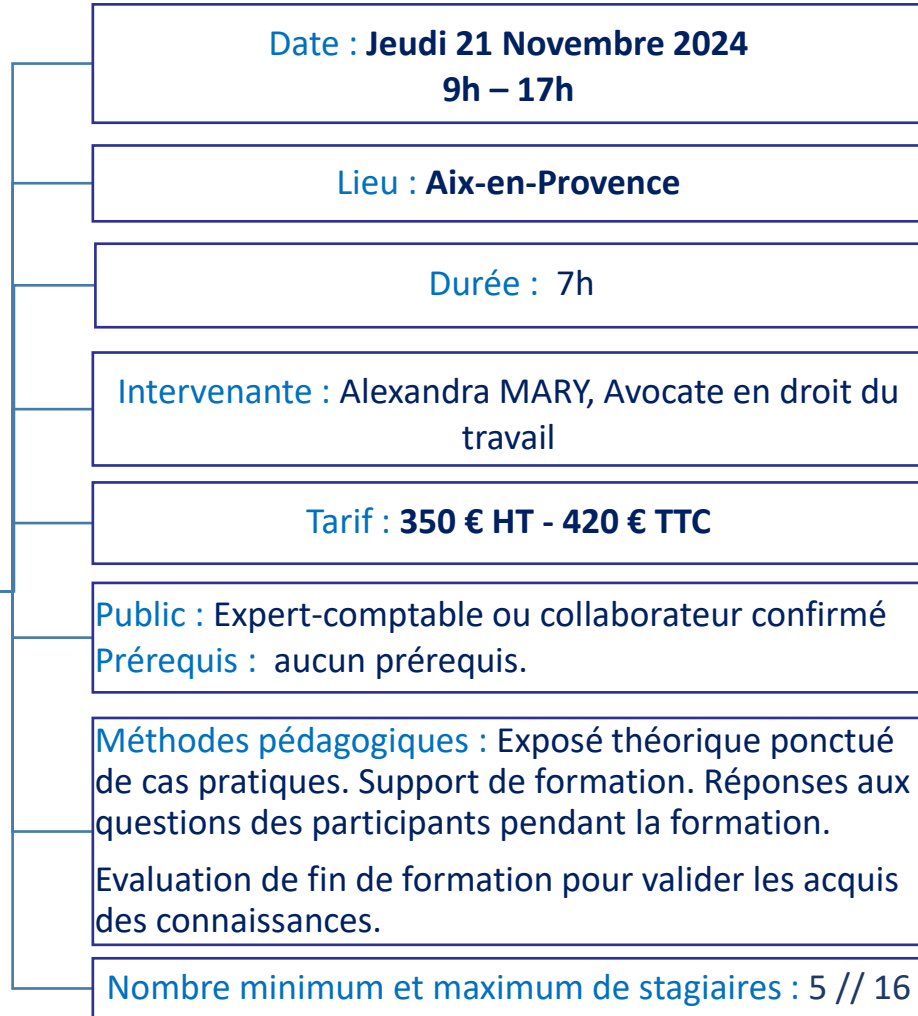 Date : Jeudi 21 Novembre 2024
9h – 17h
Lieu : Aix-en-Provence
Durée :  7h
Intervenante : Alexandra MARY, Avocate en droit du
travail
Tarif : 350 € HT - 420 € TTC
Public : Expert-comptable ou collaborateur confirmé
Prérequis :  aucun prérequis.
Méthodes pédagogiques : Exposé théorique ponctué
de cas pratiques. Support de formation. Réponses aux
questions des participants pendant la formation.
Evaluation de fin de formation pour valider les acquis
des connaissances.
Nombre minimum et maximum de stagiaires : 5 // 16